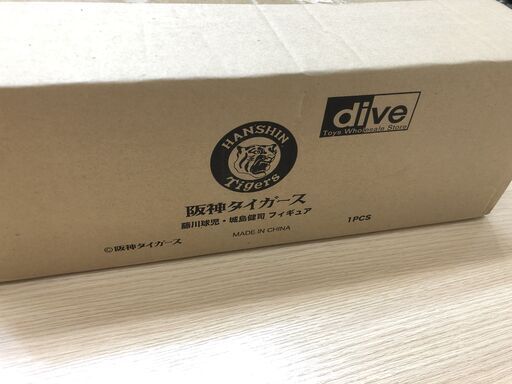 HANSHIN
Tigers
dive
Toys Wholesale Store
阪神タイガース
藤川球児・城島健司 フィギュア
1PCS
MADE IN CHINA
©阪神タイガース